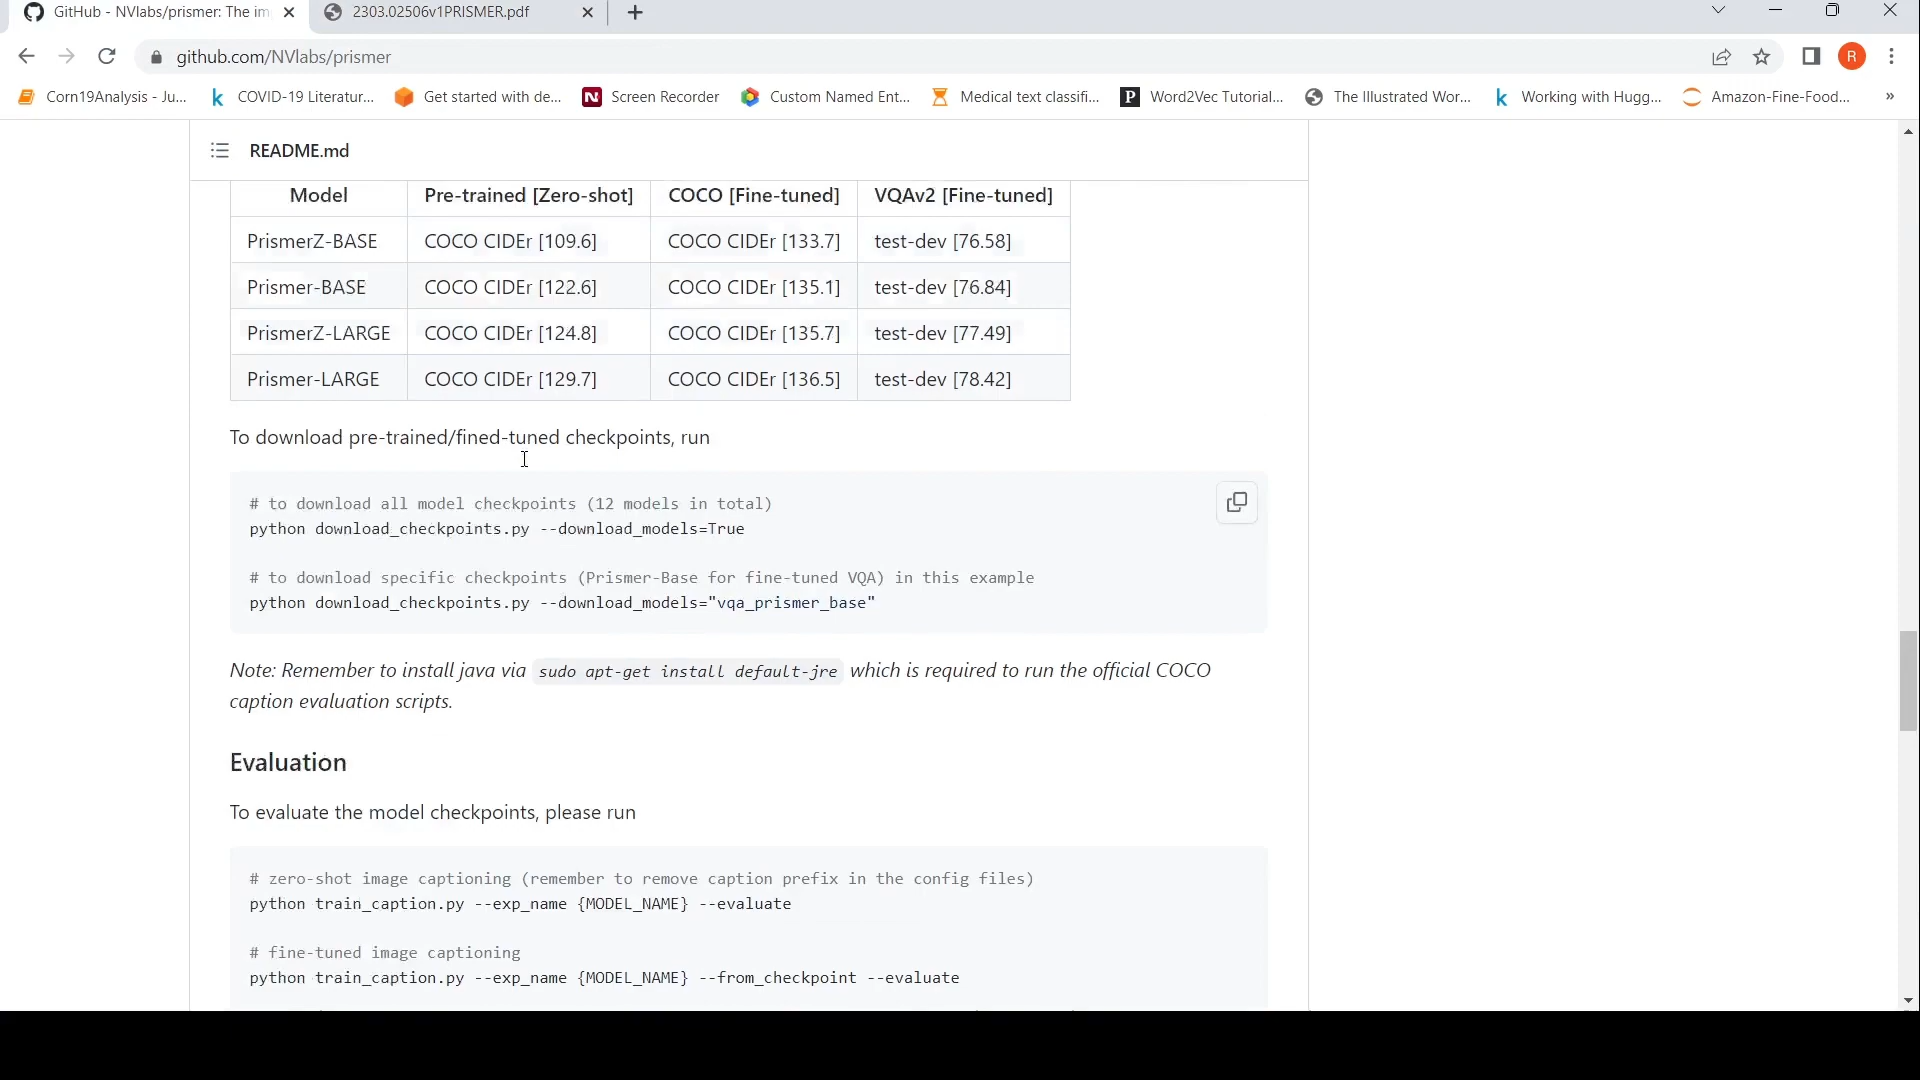 GitHub - NVlabs/prismer: The im
2303.02506v1PRISMER.pdf
github.com/NVlabs/prismer
R
Corn19Analysis - Ju... COVID-19 Literatur... Get started with de... Screen Recorder Custom Named Ent... Medical text classifi... Word2Vec Tutorial... The Illustrated Wor... Working with Hugg... Amazon-Fine-Food... »
README.md
Model Pre-trained [Zero-shot] COCO [Fine-tuned] VQAv2 [Fine-tuned]
PrismerZ-BASE COCO CIDEr [109.6] COCO CIDEr [133.7] test-dev [76.58]
Prismer-BASE COCO CIDEr [122.6] COCO CIDEr [135.1] test-dev [76.84]
PrismerZ-LARGE COCO CIDEr [124.8] COCO CIDEr [135.7] test-dev [77.49]
Prismer-LARGE COCO CIDEr [129.7] COCO CIDEr [136.5] test-dev [78.42]
To download pre-trained/fined-tuned checkpoints, run
# to download all model checkpoints (12 models in total)
python download_checkpoints.py --download_models=True
# to download specific checkpoints (Prismer-Base for fine-tuned VQA) in this example
python download_checkpoints.py --download_models="vqa_prismer_base"
Note: Remember to install java via sudo apt-get install default-jre which is required to run the official COCO
caption evaluation scripts.
Evaluation
To evaluate the model checkpoints, please run
# zero-shot image captioning (remember to remove caption prefix in the config files)
python train_caption.py --exp_name {MODEL_NAME} --evaluate
# fine-tuned image captioning
python train_caption.py --exp_name {MODEL_NAME} --from_checkpoint --evaluate